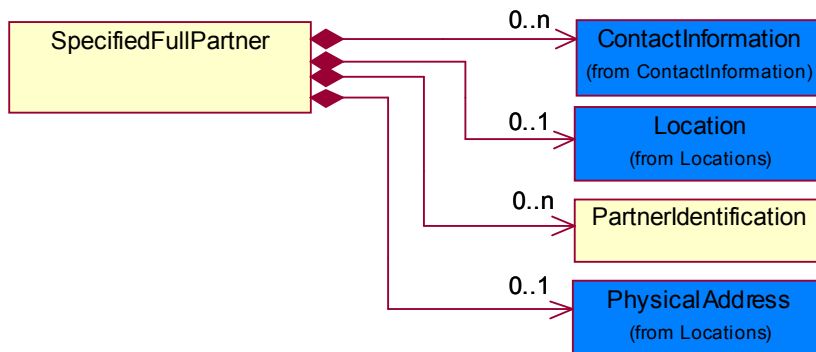 SpecifiedFullPartner
0..n
ContactInformation
(from ContactInformation)
0..1
Location
(from Locations)
0..n
PartnerIdentification
0..1
PhysicalAddress
(from Locations)